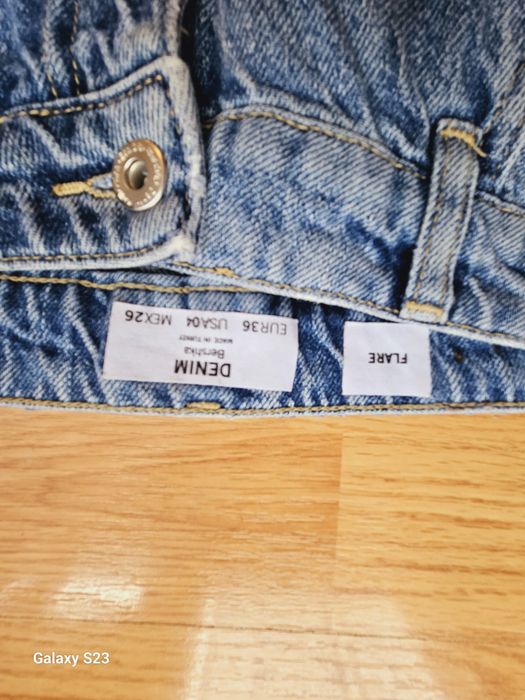 DENIM
Bershka
MADE IN TURKEY
EUR36 USA04 MEX26
FLARE
Galaxy S23